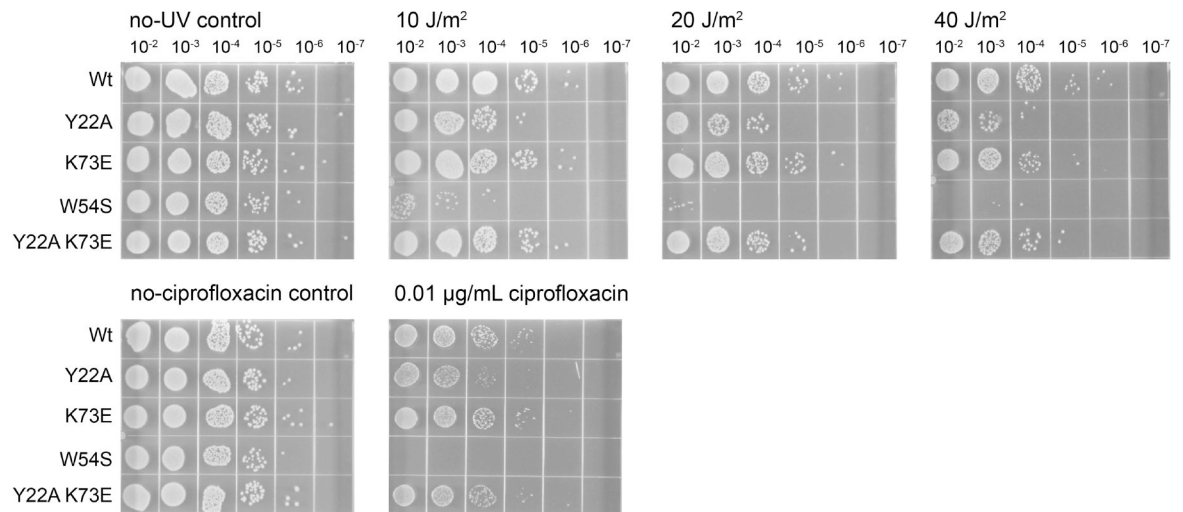 no-UV control 10 J/m² 20 J/m² 40 J/m²
10⁻² 10⁻³ 10⁻⁴ 10⁻⁵ 10⁻⁶ 10⁻⁷ 10⁻² 10⁻³ 10⁻⁴ 10⁻⁵ 10⁻⁶ 10⁻⁷ 10⁻² 10⁻³ 10⁻⁴ 10⁻⁵ 10⁻⁶ 10⁻⁷ 10⁻² 10⁻³ 10⁻⁴ 10⁻⁵ 10⁻⁶ 10⁻⁷
Wt
Y22A
K73E
W54S
Y22A K73E
no-ciprofloxacin control 0.01 µg/mL ciprofloxacin
Wt
Y22A
K73E
W54S
Y22A K73E